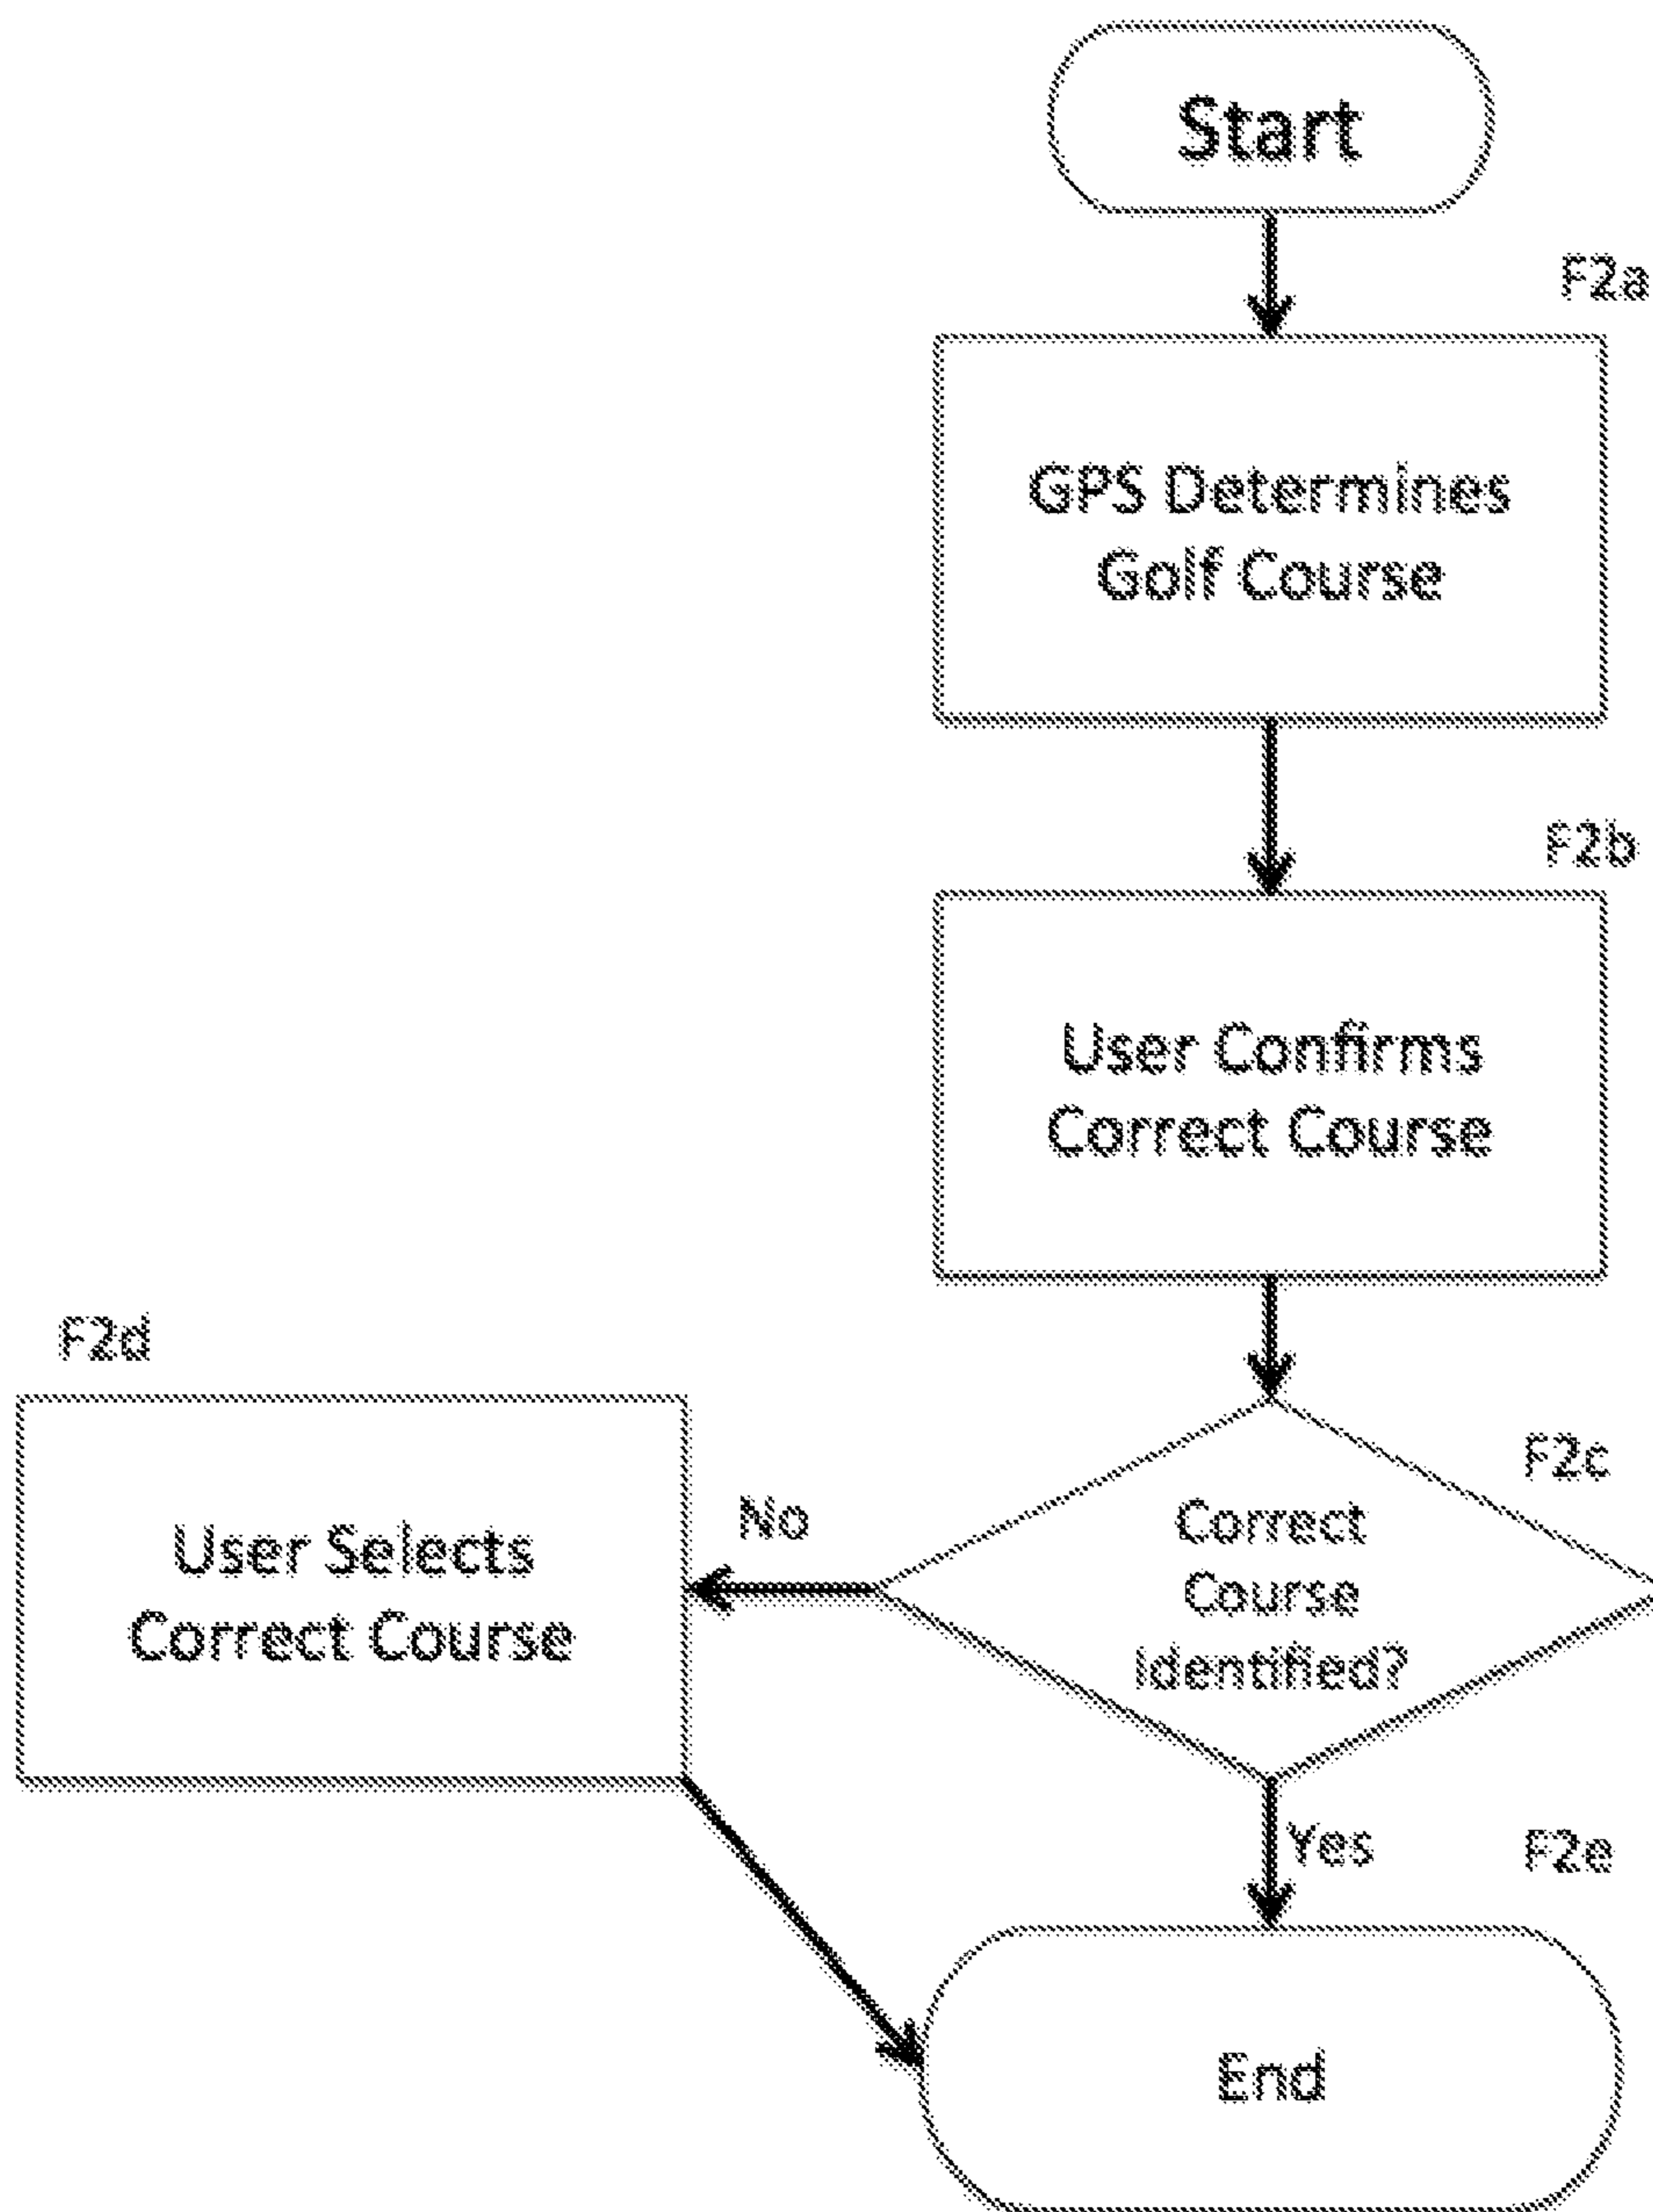 Start
F2a
GPS Determines
Golf Course
F2b
User Confirms
Correct Course
F2d
F2c
User Selects
Correct Course
No
Correct
Course
Identified?
Yes
F2e
End